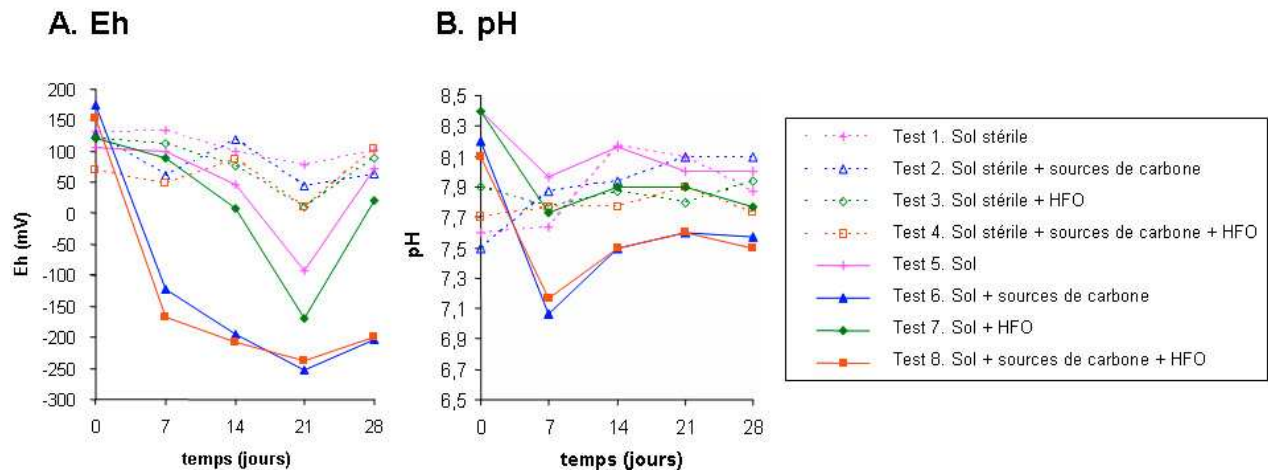 A. Eh
B. pH
200
150
100
50
0
-50
-100
-150
-200
-250
-300
Eh (mV)
0 7 14 21 28
temps (jours)
8,5
8,3
8,1
7,9
7,7
7,5
7,3
7,1
6,9
6,7
6,5
pH
0 7 14 21 28
temps (jours)
Test 1. Sol stérile
Test 2. Sol stérile + sources de carbone
Test 3. Sol stérile + HFO
Test 4. Sol stérile + sources de carbone + HFO
Test 5. Sol
Test 6. Sol + sources de carbone
Test 7. Sol + HFO
Test 8. Sol + sources de carbone + HFO